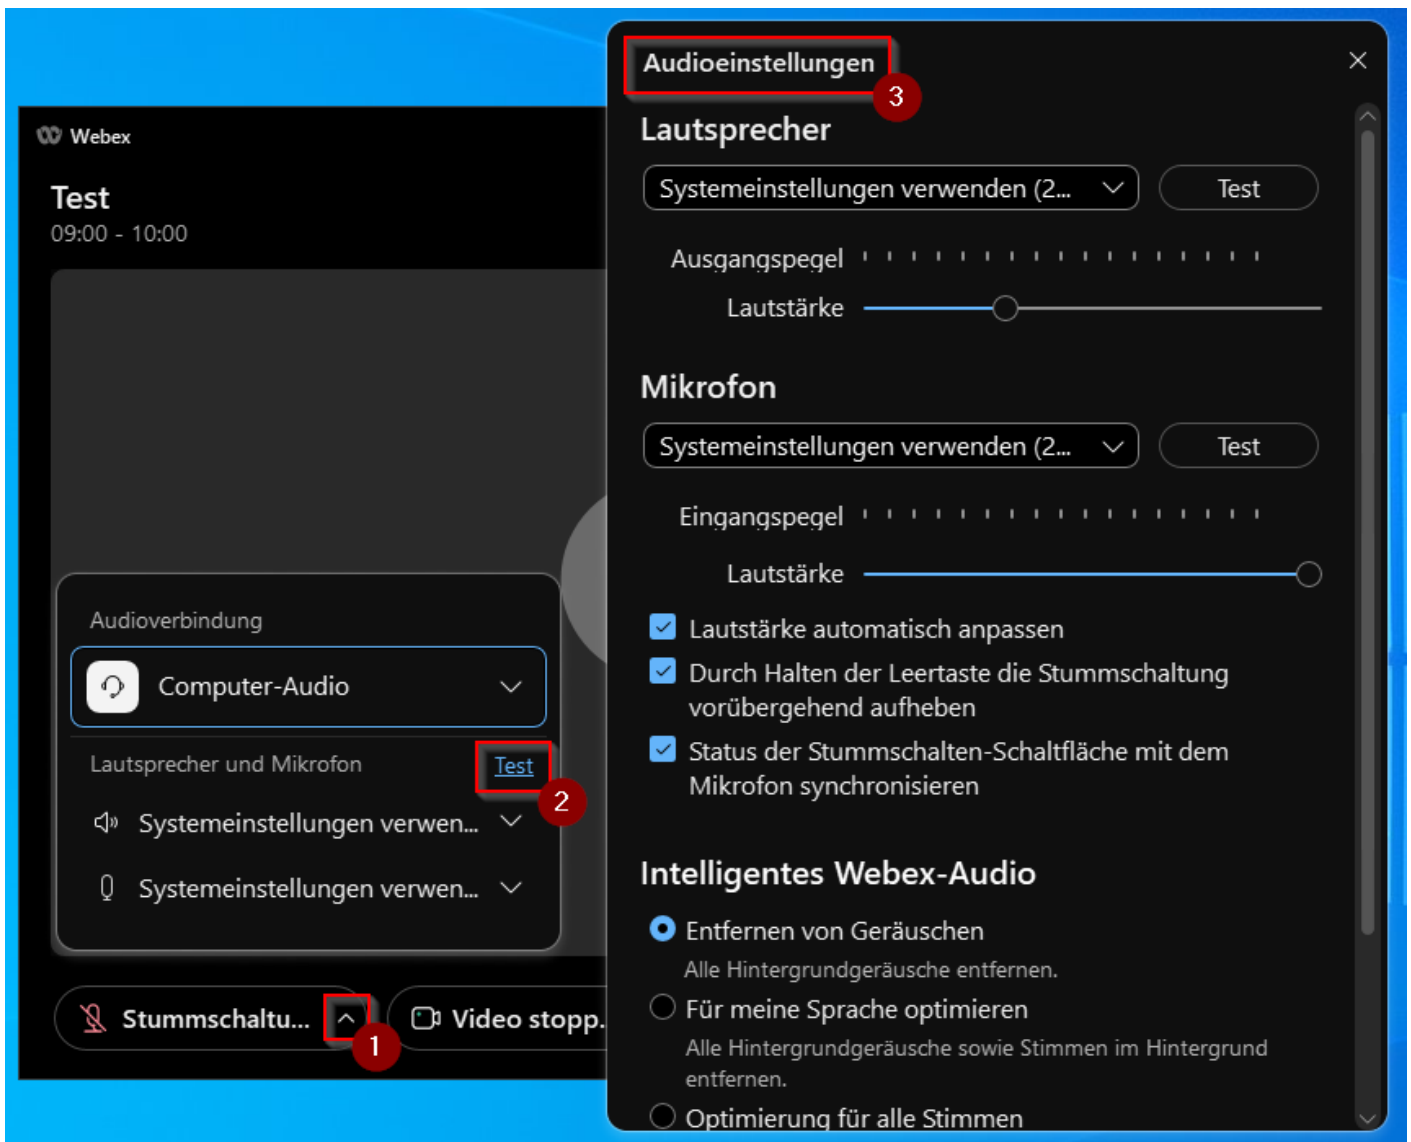 Webex
Test
09:00 - 10:00
Audioverbindung
Computer-Audio
Lautsprecher und Mikrofon
Test
2
Systemeinstellungen verwen...
Systemeinstellungen verwen...
Stummschaltu...
1
Video stopp.
Audioeinstellungen
3
Lautsprecher
Systemeinstellungen verwenden (2...
Test
Ausgangspegel
Lautstärke
Mikrofon
Systemeinstellungen verwenden (2...
Test
Eingangspegel
Lautstärke
Lautstärke automatisch anpassen
Durch Halten der Leertaste die Stummschaltung
vorübergehend aufheben
Status der Stummschalten-Schaltfläche mit dem
Mikrofon synchronisieren
Intelligentes Webex-Audio
Entfernen von Geräuschen
Alle Hintergrundgeräusche entfernen.
Für meine Sprache optimieren
Alle Hintergrundgeräusche sowie Stimmen im Hintergrund
entfernen.
Optimierung für alle Stimmen